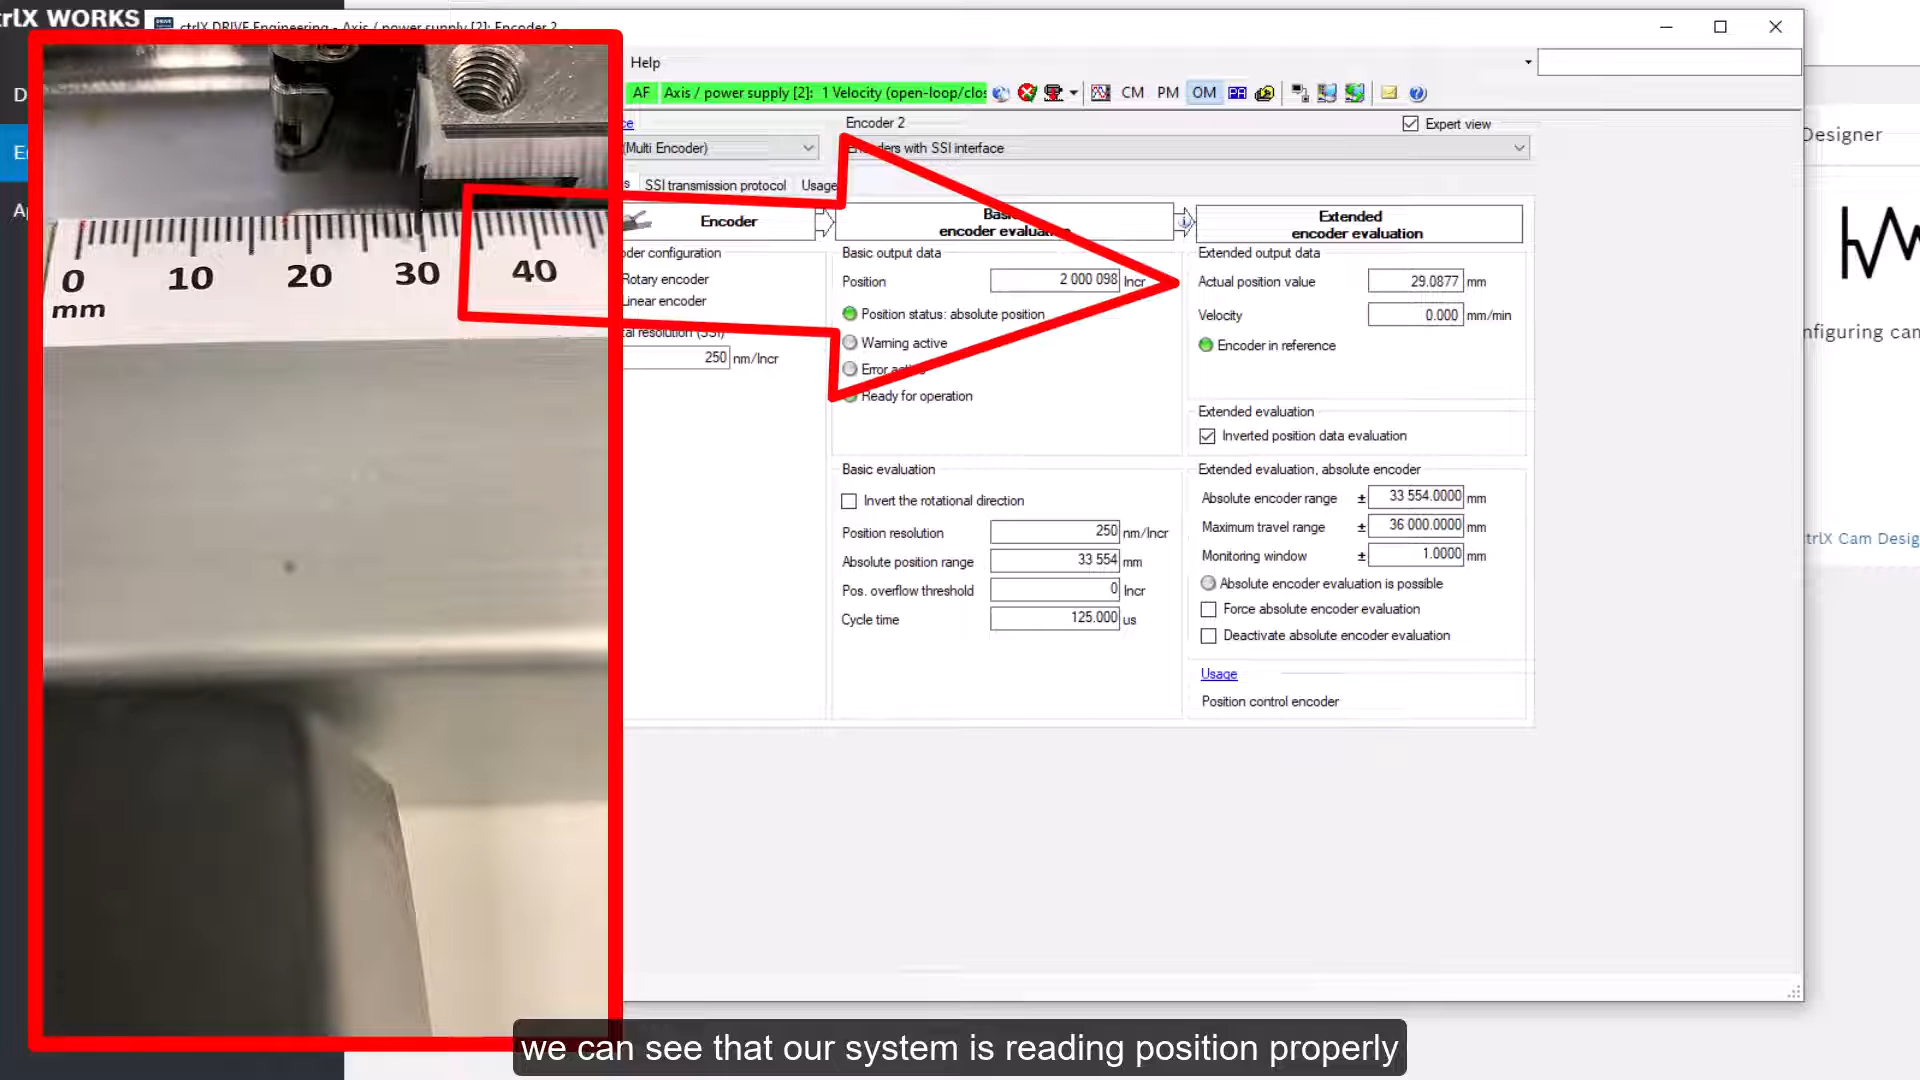 ctrlX WORKS
ctrlX DRIVE Engineering - Axis / power supply [2]: Encoder 2
Help
AF Axis / power supply [2]: 1 Velocity (open-loop/clos
CM PM OM
Encoder 2
Expert view
(Multi Encoder)
Encoders with SSI interface
Designer
SSI transmission protocol
Usage
Encoder
encoder evaluation
Extended
encoder evaluation
Rotary encoder
Linear encoder
250 nm/Incr
Basic output data
Position 2 000 098 Incr
Position status: absolute position
Warning active
Error active
Ready for operation
Extended output data
Actual position value 29.0877 mm
Velocity 0.000 mm/min
Encoder in reference
Extended evaluation
Inverted position data evaluation
Basic evaluation
Invert the rotational direction
Position resolution 250 nm/Incr
Absolute position range 33 554 mm
Pos. overflow threshold 0 Incr
Cycle time 125.000 us
Extended evaluation, absolute encoder
Absolute encoder range ± 33 554.0000 mm
Maximum travel range ± 36 000.0000 mm
Monitoring window ± 1.0000 mm
Absolute encoder evaluation is possible
Force absolute encoder evaluation
Deactivate absolute encoder evaluation
Usage
Position control encoder
0 10 20 30 40
mm
we can see that our system is reading position properly